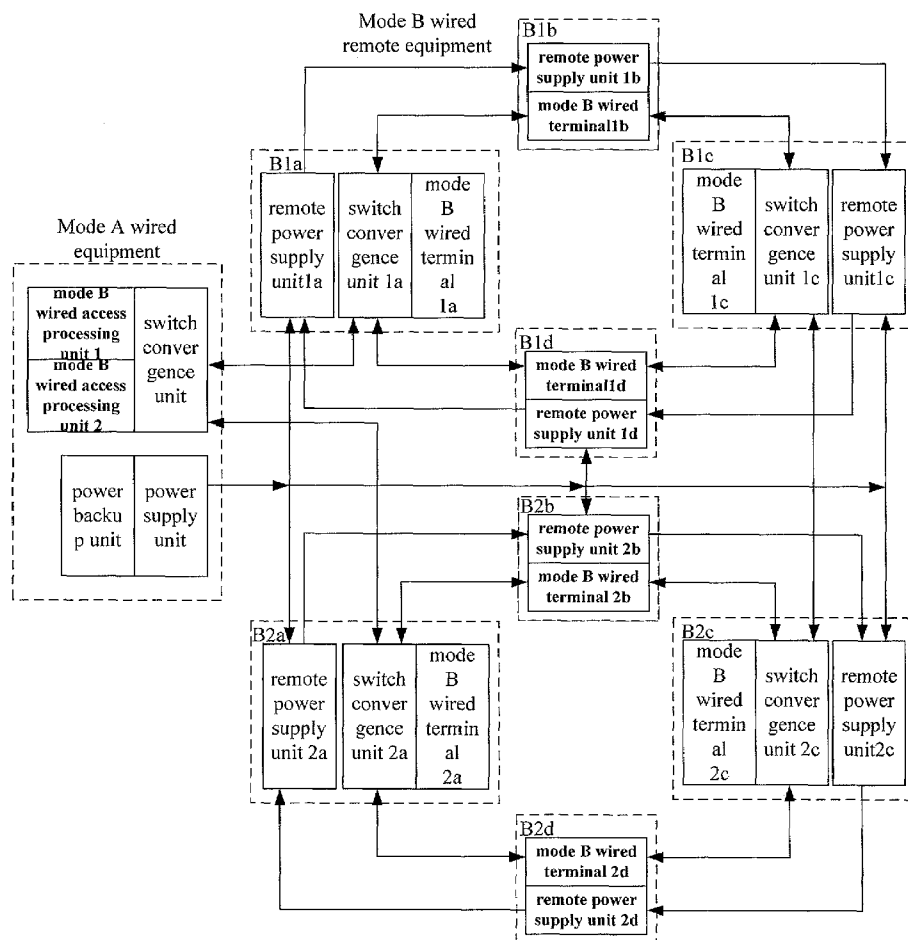 Mode B wired
remote equipment
B1b
remote power
supply unit 1b
mode B wired
terminal1b
B1a
remote
power
supply
unit1a
switch
conver
gence
unit 1a
mode
B
wired
termin
al
1a
B1c
mode
B
wired
termin
al
1c
switch
conver
gence
unit 1c
remote
power
supply
unit1c
Mode A wired
equipment
mode B
wired access
processing
unit 1
mode B
wired access
processing
unit 2
switch
conver
gence
unit
B1d
mode B wired
terminal1d
remote power
supply unit 1d
power
backu
p unit
power
supply
unit
B2b
remote power
supply unit 2b
mode B wired
terminal 2b
B2a
remote
power
supply
unit 2a
switch
conver
gence
unit 2a
mode
B
wired
termin
al
2a
B2c
mode
B
wired
termin
al
2c
switch
conver
gence
unit 2c
remote
power
supply
unit2c
B2d
mode B wired
terminal 2d
remote power
supply unit 2d